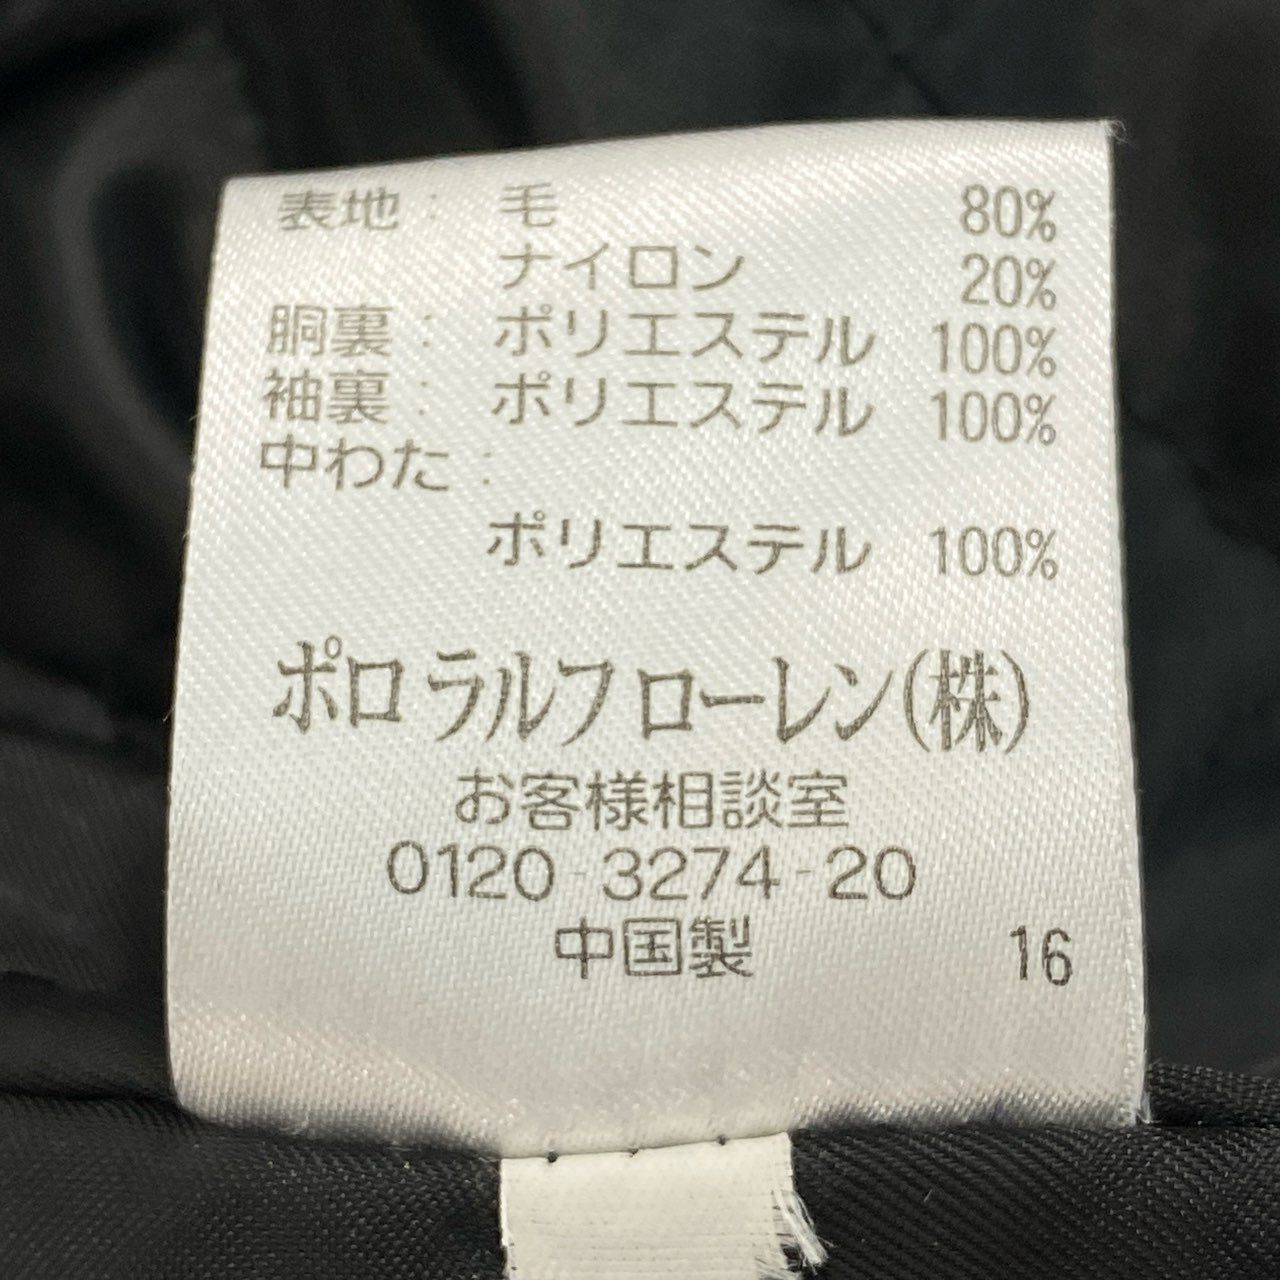 表地： 毛 80%
ナイロン 20%
胴裏： ポリエステル 100%
袖裏： ポリエステル 100%
中わた：
ポリエステル 100%
ポロ ラルフ ローレン(株)
お客様相談室
0120-3274-20
中国製 16